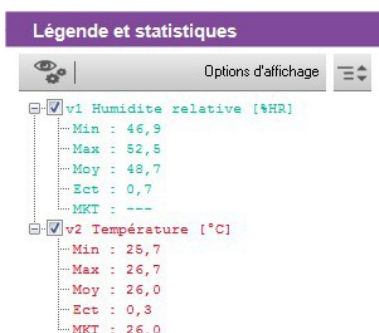 Légende et statistiques
Options d'affichage
v1 Humidite relative [%HR]
Min : 46,9
Max : 52,5
Moy : 48,7
Ect : 0,7
MKT : ---
v2 Température [°C]
Min : 25,7
Max : 26,7
Moy : 26,0
Ect : 0,3
MKT : 26,0